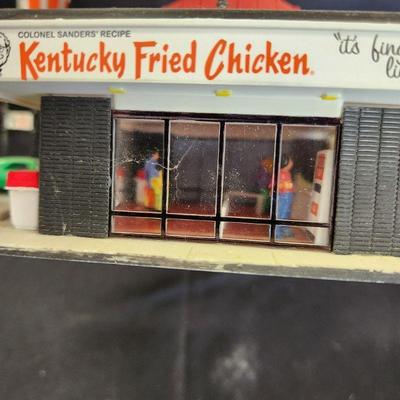 COLONEL SANDERS' RECIPE
Kentucky Fried Chicken
"it's